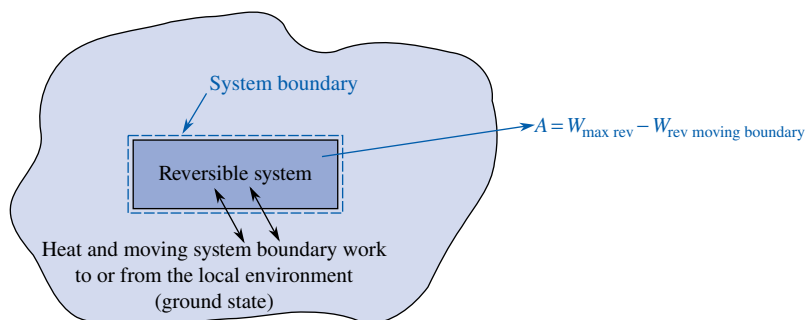 System boundary
A = W_max rev − W_rev moving boundary
Reversible system
Heat and moving system boundary work
to or from the local environment
(ground state)